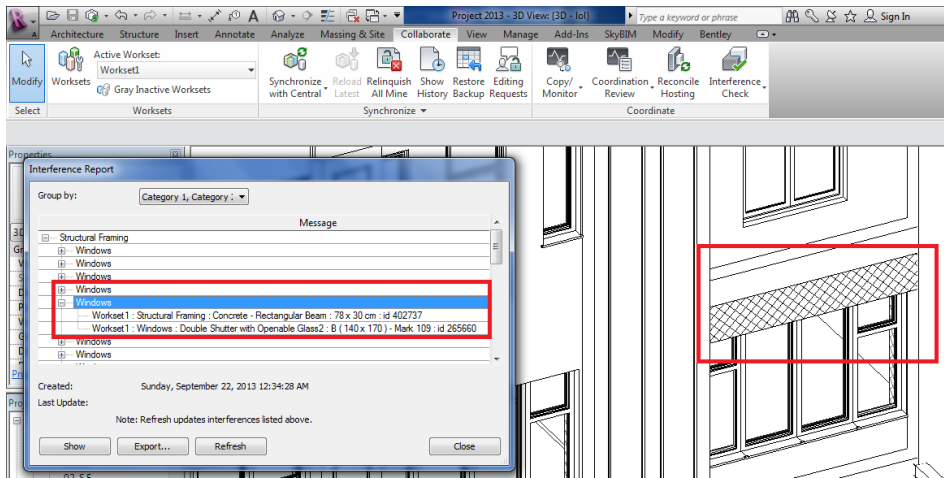 Project 2013 - 3D View: {3D - lol}
Type a keyword or phrase
Sign In
Architecture Structure Insert Annotate Analyze Massing & Site Collaborate View Manage Add-Ins SkyBIM Modify Bentley
Modify
Worksets
Active Workset:
Workset1
Gray Inactive Worksets
Synchronize with Central
Reload Latest
Relinquish All Mine
Show History
Restore Backup
Editing Requests
Copy/ Monitor
Coordination Review
Reconcile Hosting
Interference Check
Select Worksets Synchronize Coordinate
Properties
Interference Report
Group by: Category 1, Category
Message
Structural Framing
Windows
Windows
Windows
Windows
Windows
Workset1 : Structural Framing : Concrete - Rectangular Beam : 78 x 30 cm : id 402737
Workset1 : Windows : Double Shutter with Openable Glass2 : B ( 140 x 170 ) - Mark 109 : id 265660
Windows
Windows
Created: Sunday, September 22, 2013 12:34:28 AM
Last Update:
Note: Refresh updates interferences listed above.
Show Export... Refresh Close